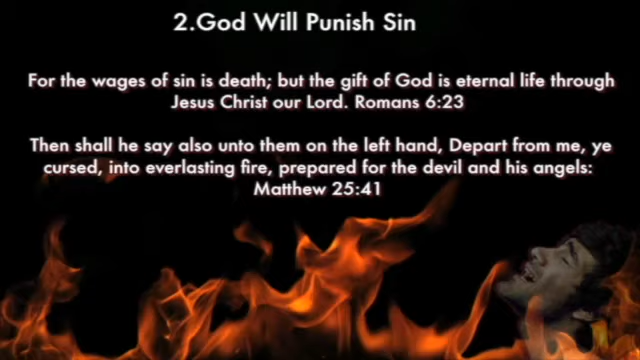 2.God Will Punish Sin
For the wages of sin is death; but the gift of God is eternal life through
Jesus Christ our Lord. Romans 6:23
Then shall he say also unto them on the left hand, Depart from me, ye
cursed, into everlasting fire, prepared for the devil and his angels:
Matthew 25:41